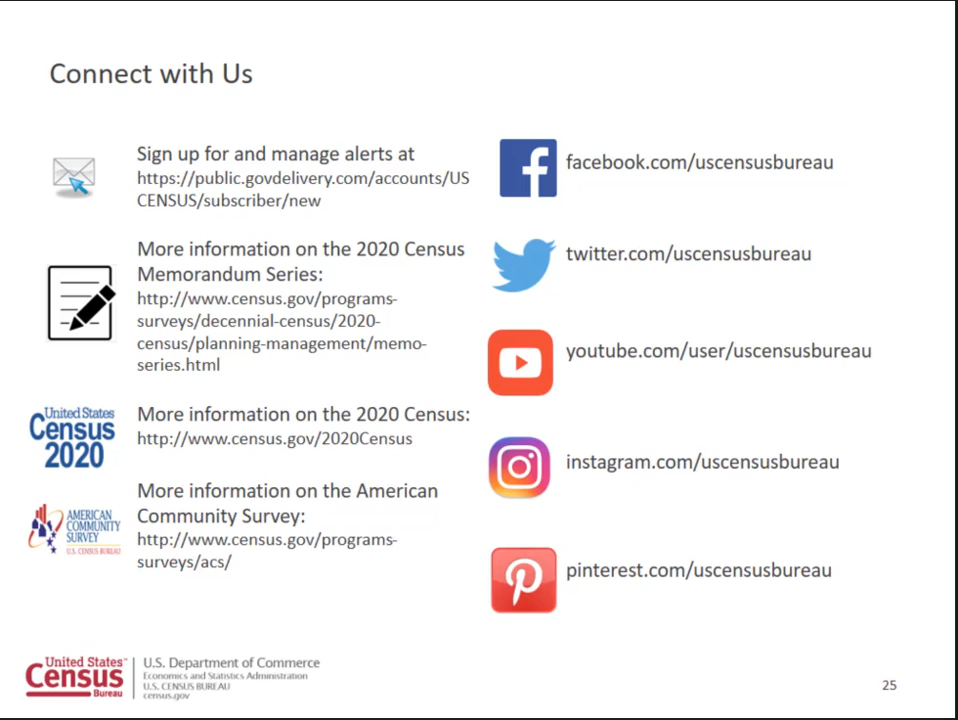 Connect with Us
Sign up for and manage alerts at
https://public.govdelivery.com/accounts/US
CENSUS/subscriber/new
More information on the 2020 Census
Memorandum Series:
http://www.census.gov/programs-
surveys/decennial-census/2020-
census/planning-management/memo-
series.html
United States
Census
2020
More information on the 2020 Census:
http://www.census.gov/2020Census
AMERICAN
COMMUNITY
SURVEY
U.S. CENSUS BUREAU
More information on the American
Community Survey:
http://www.census.gov/programs-
surveys/acs/
facebook.com/uscensusbureau
twitter.com/uscensusbureau
youtube.com/user/uscensusbureau
instagram.com/uscensusbureau
pinterest.com/uscensusbureau
United States™
Census
Bureau
U.S. Department of Commerce
Economics and Statistics Administration
U.S. CENSUS BUREAU
census.gov
25